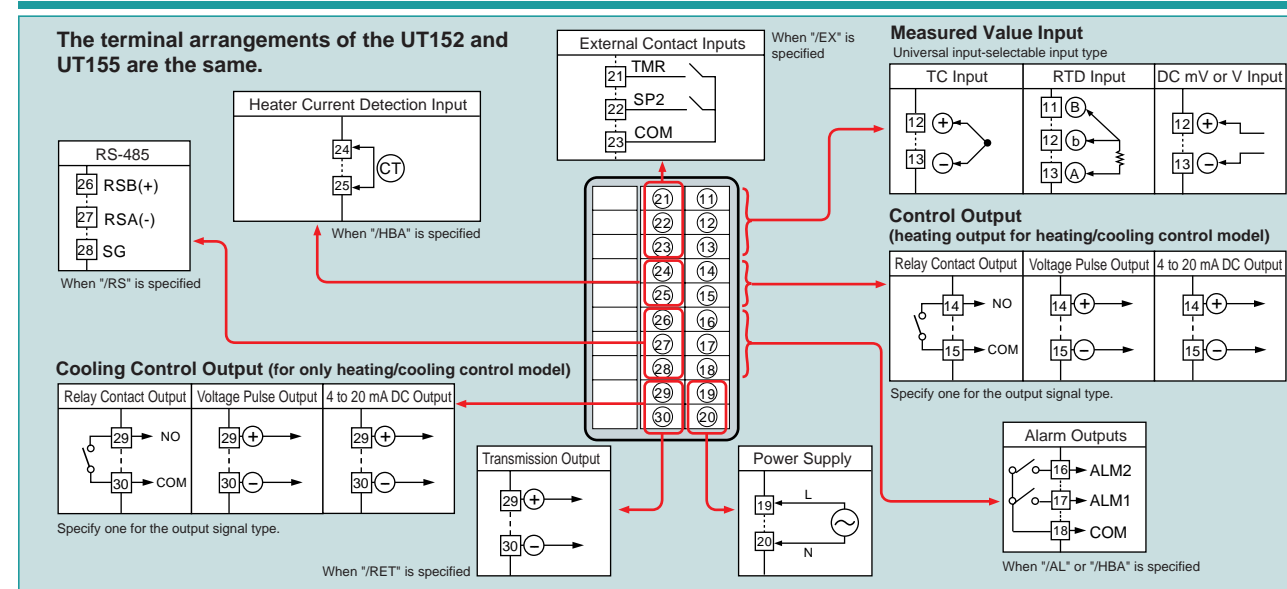 The terminal arrangements of the UT152 and
UT155 are the same.
External Contact Inputs
21 TMR
22 SP2
23 COM
When "/EX" is
specified
Measured Value Input
Universal input-selectable input type
TC Input
12 +
13 −
RTD Input
11 B
12 b
13 A
DC mV or V Input
12 +
13 −
Heater Current Detection Input
24
25
CT
When "/HBA" is specified
RS-485
26 RSB(+)
27 RSA(-)
28 SG
When "/RS" is specified
21 11
22 12
23 13
24 14
25 15
26 16
27 17
28 18
29 19
30 20
Control Output
(heating output for heating/cooling control model)
Relay Contact Output
14 NO
15 COM
Voltage Pulse Output
14 +
15 −
4 to 20 mA DC Output
14 +
15 −
Specify one for the output signal type.
Cooling Control Output (for only heating/cooling control model)
Relay Contact Output
29 NO
30 COM
Voltage Pulse Output
29 +
30 −
4 to 20 mA DC Output
29 +
30 −
Specify one for the output signal type.
Transmission Output
29 +
30 −
When "/RET" is specified
Power Supply
19 L
20 N
Alarm Outputs
16 ALM2
17 ALM1
18 COM
When "/AL" or "/HBA" is specified